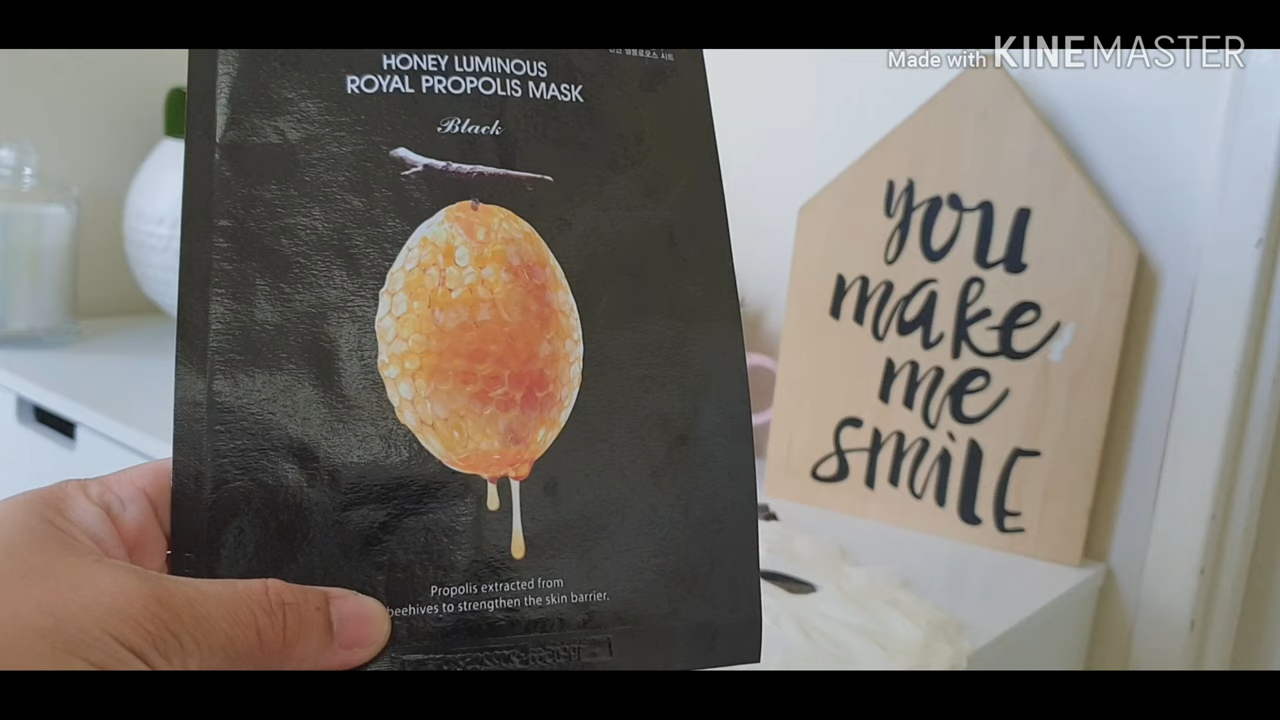 HONEY LUMINOUS
ROYAL PROPOLIS MASK
Black
Propolis extracted from
beehives to strengthen the skin barrier.
Made with KINEMASTER
you
make
me
smile